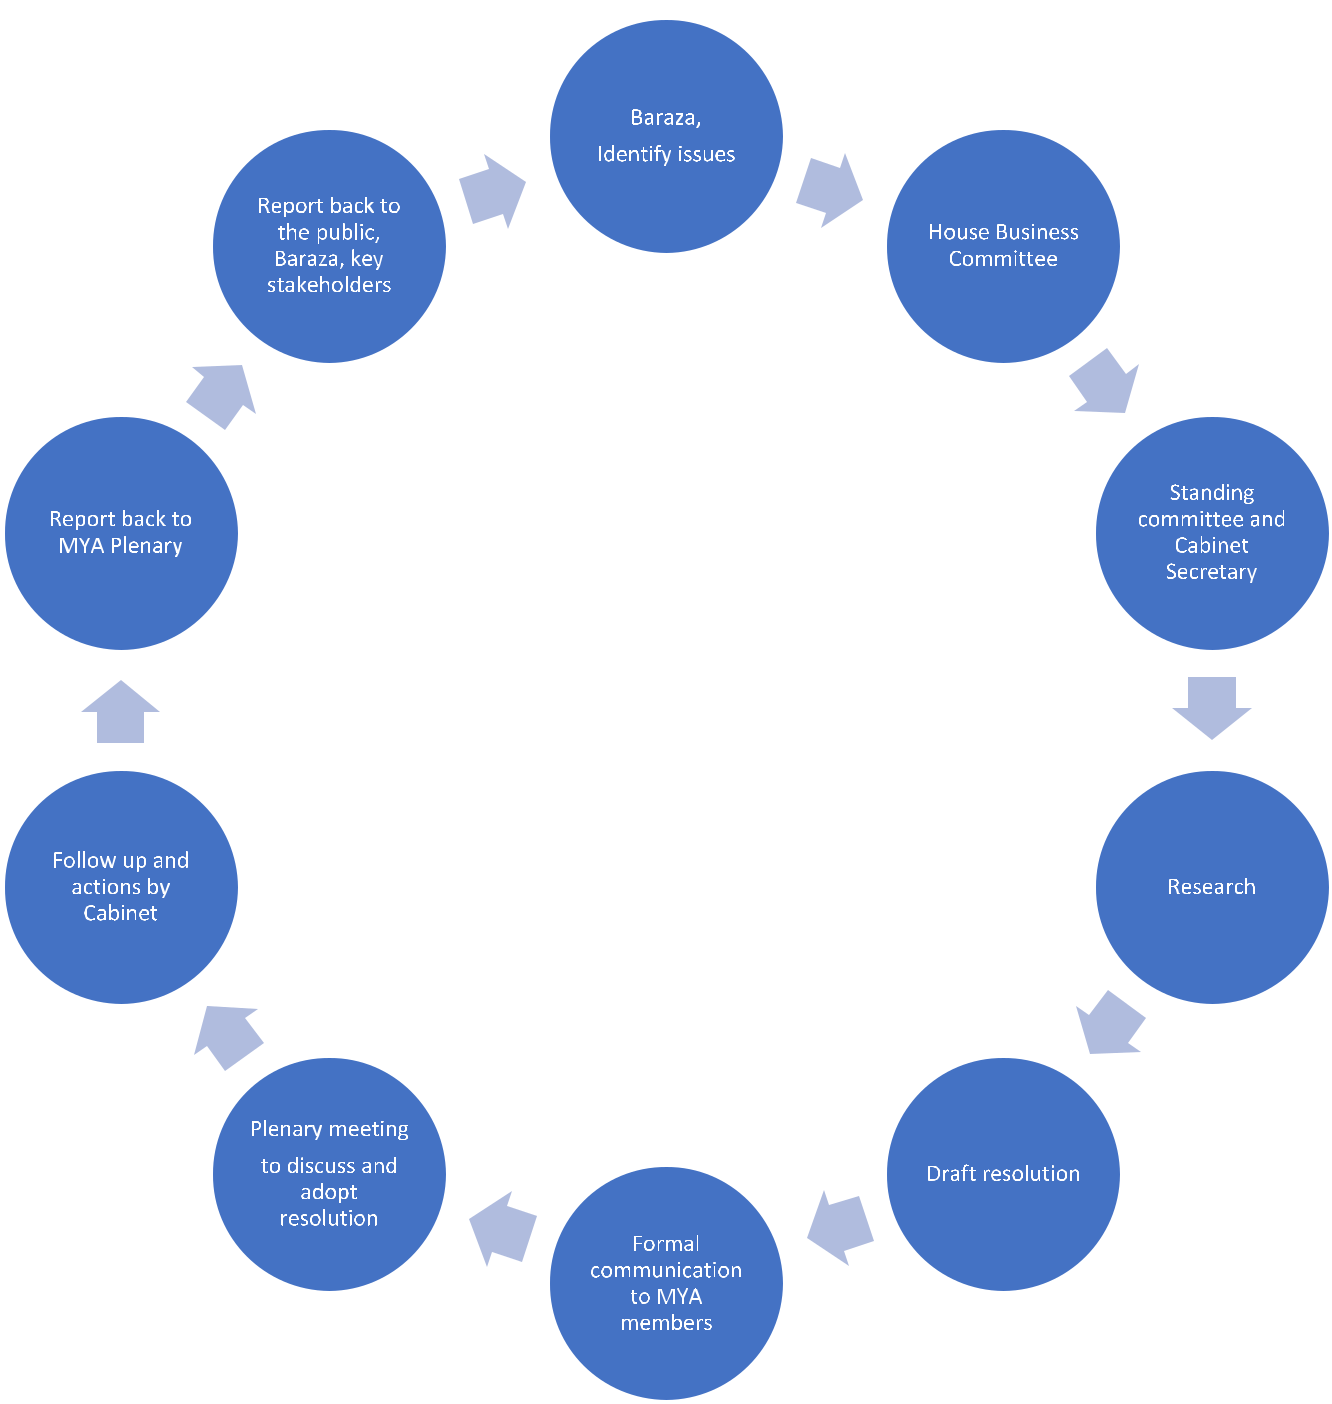 Baraza,
Identify issues
House Business
Committee
Standing
committee and
Cabinet
Secretary
Research
Draft resolution
Formal
communication
to MYA
members
Plenary meeting
to discuss and
adopt
resolution
Follow up and
actions by
Cabinet
Report back to
MYA Plenary
Report back to
the public,
Baraza, key
stakeholders